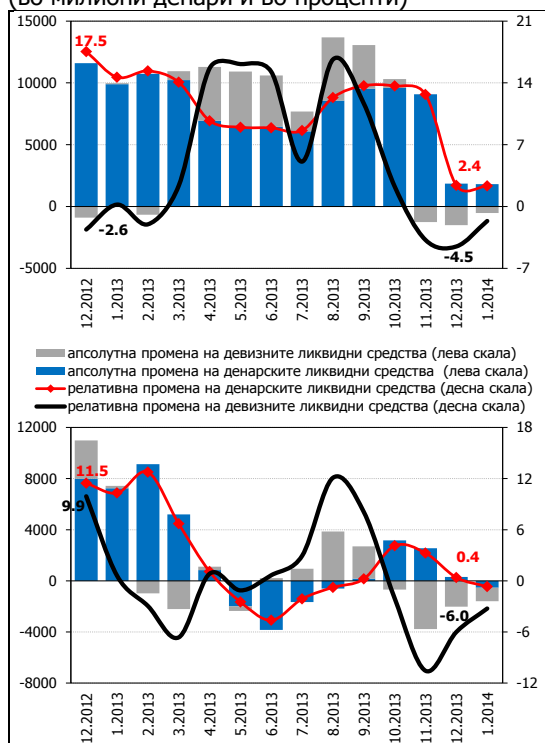 (во милиони денари и во проценти)
15000 21
17.5
10000 14
5000 7
2.4
0 0
-2.6 -4.5
-5000 -7
12.2012 1.2013 2.2013 3.2013 4.2013 5.2013 6.2013 7.2013 8.2013 9.2013 10.2013 11.2013 12.2013 1.2014
апсолутна промена на девизните ликвидни средства (лева скала)
апсолутна промена на денарските ликвидни средства (лева скала)
релативна промена на денарските ликвидни средства (десна скала)
релативна промена на девизните ликвидни средства (десна скала)
12000 18
11.5
8000 12
9.9
4000 6
0.4
0 0
-6.0
-4000 -6
-8000 -12
12.2012 1.2013 2.2013 3.2013 4.2013 5.2013 6.2013 7.2013 8.2013 9.2013 10.2013 11.2013 12.2013 1.2014